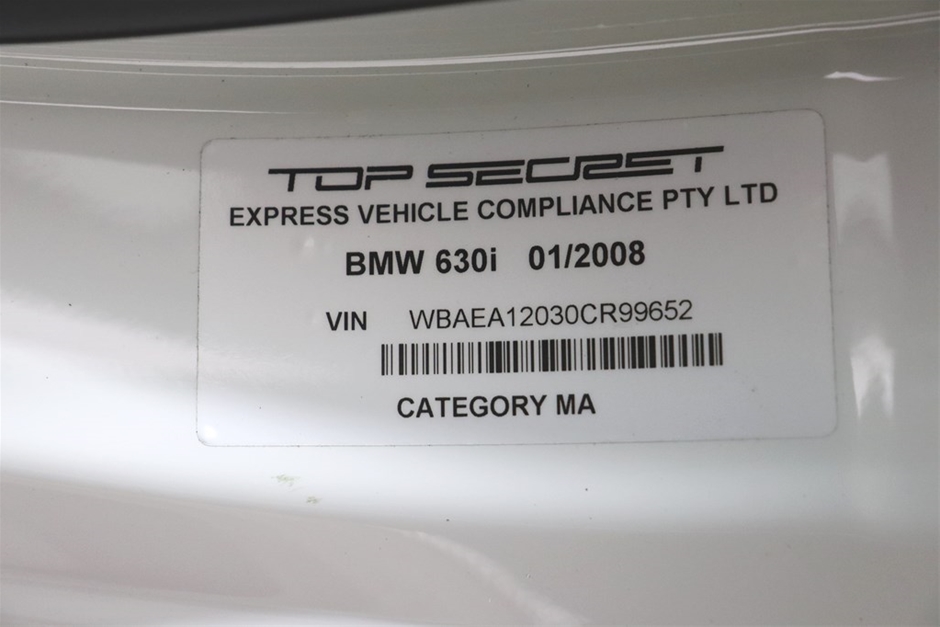 TOP SECRET
EXPRESS VEHICLE COMPLIANCE PTY LTD
BMW 630i 01/2008
VIN WBAEA12030CR99652
CATEGORY MA